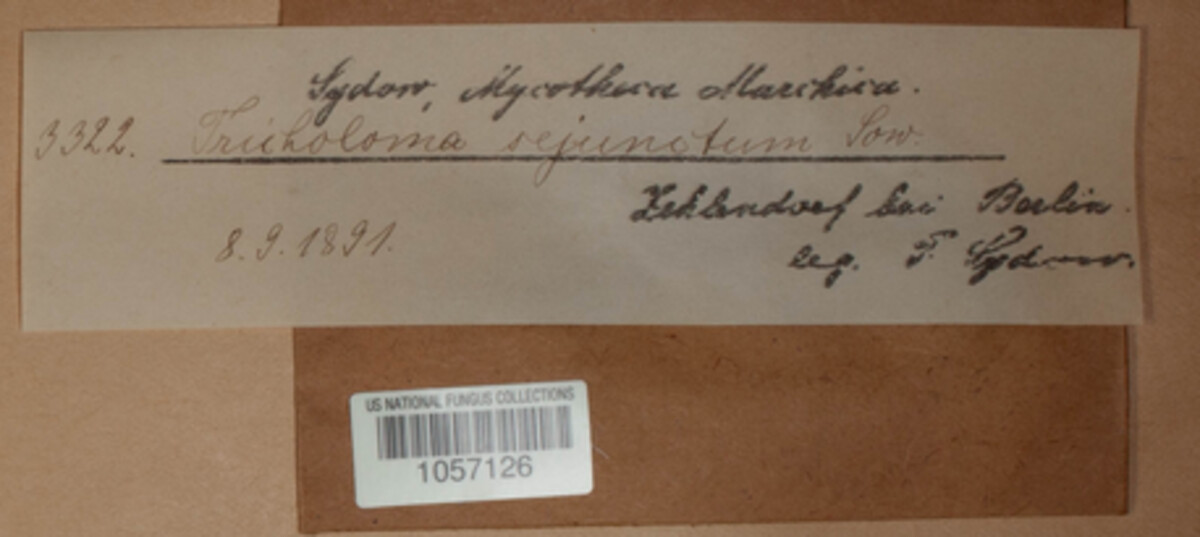 Sydow, Mycotheca Marchica.
3322. Tricholoma sejunctum Sow.
Zehlendorf bei Berlin.
8. 9. 1891.
leg. P. Sydow.
US NATIONAL FUNGUS COLLECTIONS
1057126